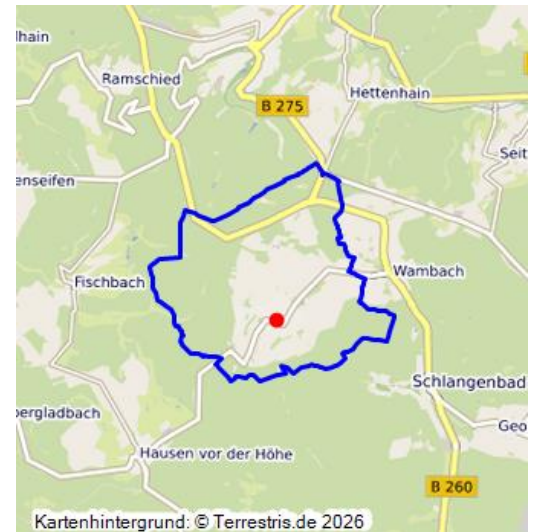 lhain
Ramschied
Hettenhain
B 275
Seit
enseifen
Fischbach
Wambach
Schlangenbad
bergladbach
Geo
Hausen vor der Höhe
B 260
Kartenhintergrund: © Terrestris.de 2026